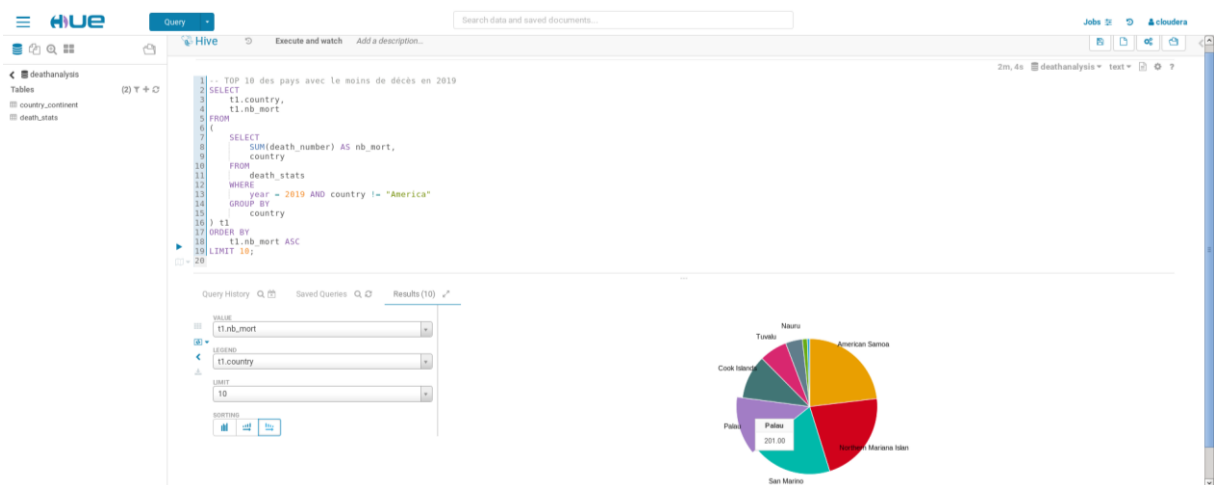 HUE
Query
Search data and saved documents...
Jobs
cloudera
Hive
Execute and watch
Add a description...
deathanalysis
Tables
(2)
country_continent
death_stats
2m, 4s deathanalysis text ?
1 -- TOP 10 des pays avec le moins de décès en 2019
2 SELECT
3 t1.country,
4 t1.nb_mort
5 FROM
6 (
7 SELECT
8 SUM(death_number) AS nb_mort,
9 country
10 FROM
11 death_stats
12 WHERE
13 year = 2019 AND country != "America"
14 GROUP BY
15 country
16 ) t1
17 ORDER BY
18 t1.nb_mort ASC
19 LIMIT 10;
20
Query History
Saved Queries
Results (10)
VALUE
t1.nb_mort
LEGEND
t1.country
LIMIT
10
SORTING
Nauru
Tuvalu
American Samoa
Cook Islands
Palau
Palau
201.00
Northern Mariana Islan
San Marino